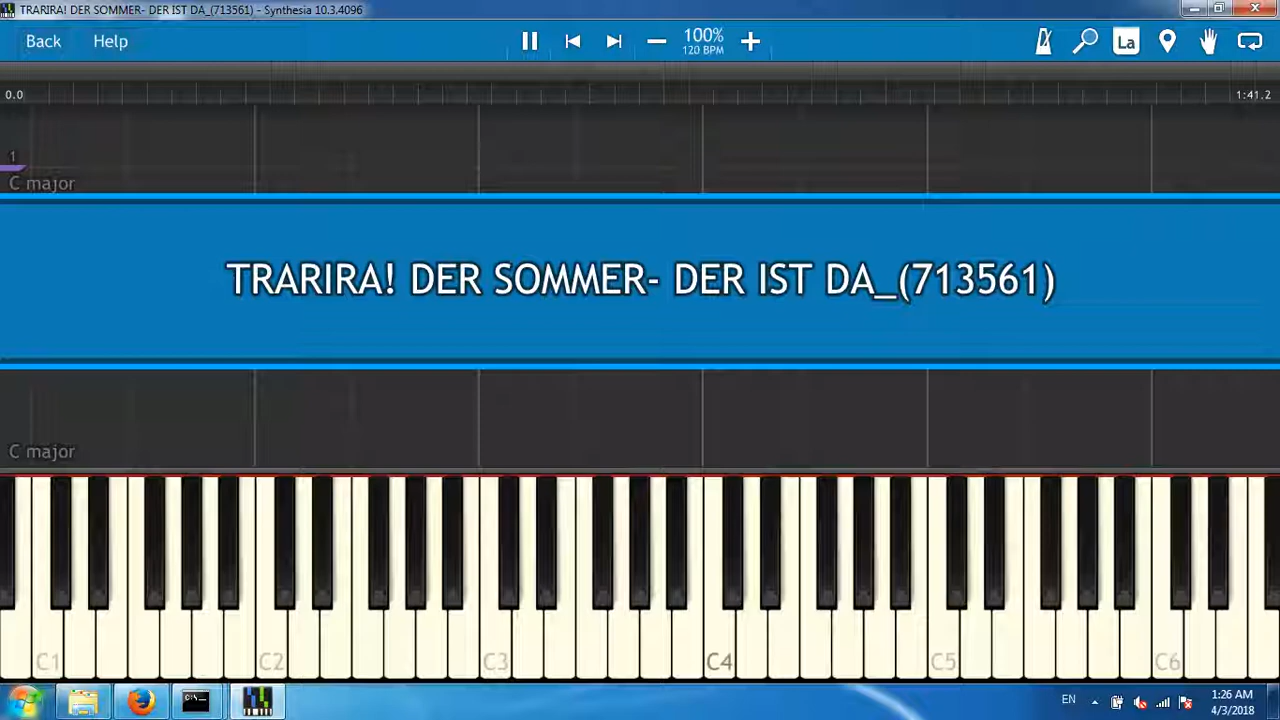 TRARIRA! DER SOMMER- DER IST DA_(713561) - Synthesia 10.3.4096
Back Help 100% La
120 BPM
0.0 1:41.2
1
C major
TRARIRA! DER SOMMER- DER IST DA_(713561)
C major
C1 C2 C3 C4 C5 C6
C:\_
EN 1:26 AM
4/3/2018